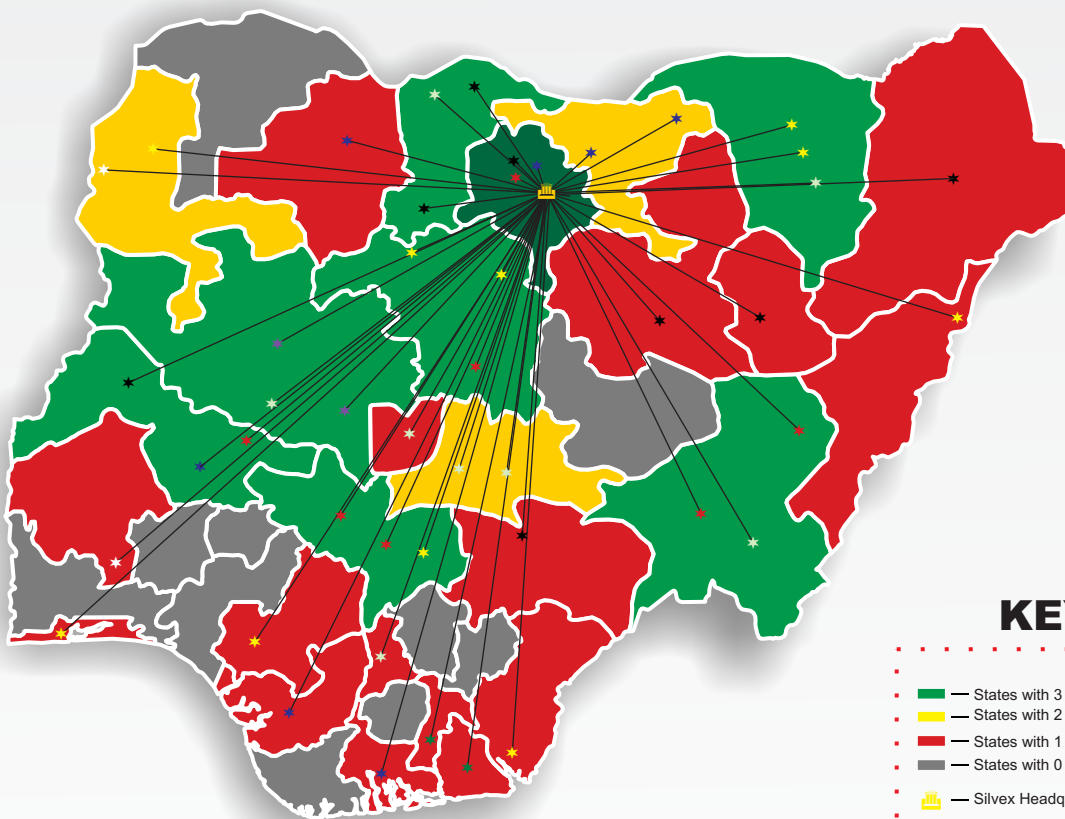 KEY
— States with 3
— States with 2
— States with 1
— States with 0
— Silvex Headq